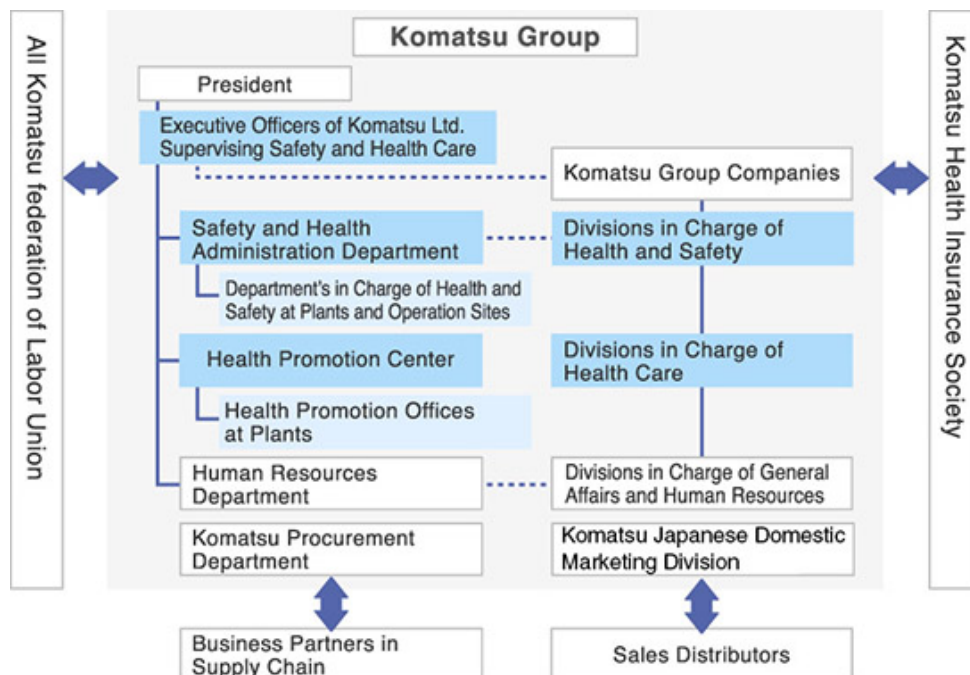 All Komatsu federation of Labor Union
Komatsu Group
President
Executive Officers of Komatsu Ltd.
Supervising Safety and Health Care
Komatsu Group Companies
Safety and Health
Administration Department
Divisions in Charge of
Health and Safety
Department's in Charge of Health and
Safety at Plants and Operation Sites
Health Promotion Center
Divisions in Charge of
Health Care
Health Promotion Offices
at Plants
Human Resources
Department
Divisions in Charge of General
Affairs and Human Resources
Komatsu Procurement
Department
Komatsu Japanese Domestic
Marketing Division
Business Partners in
Supply Chain
Sales Distributors
Komatsu Health Insurance Society